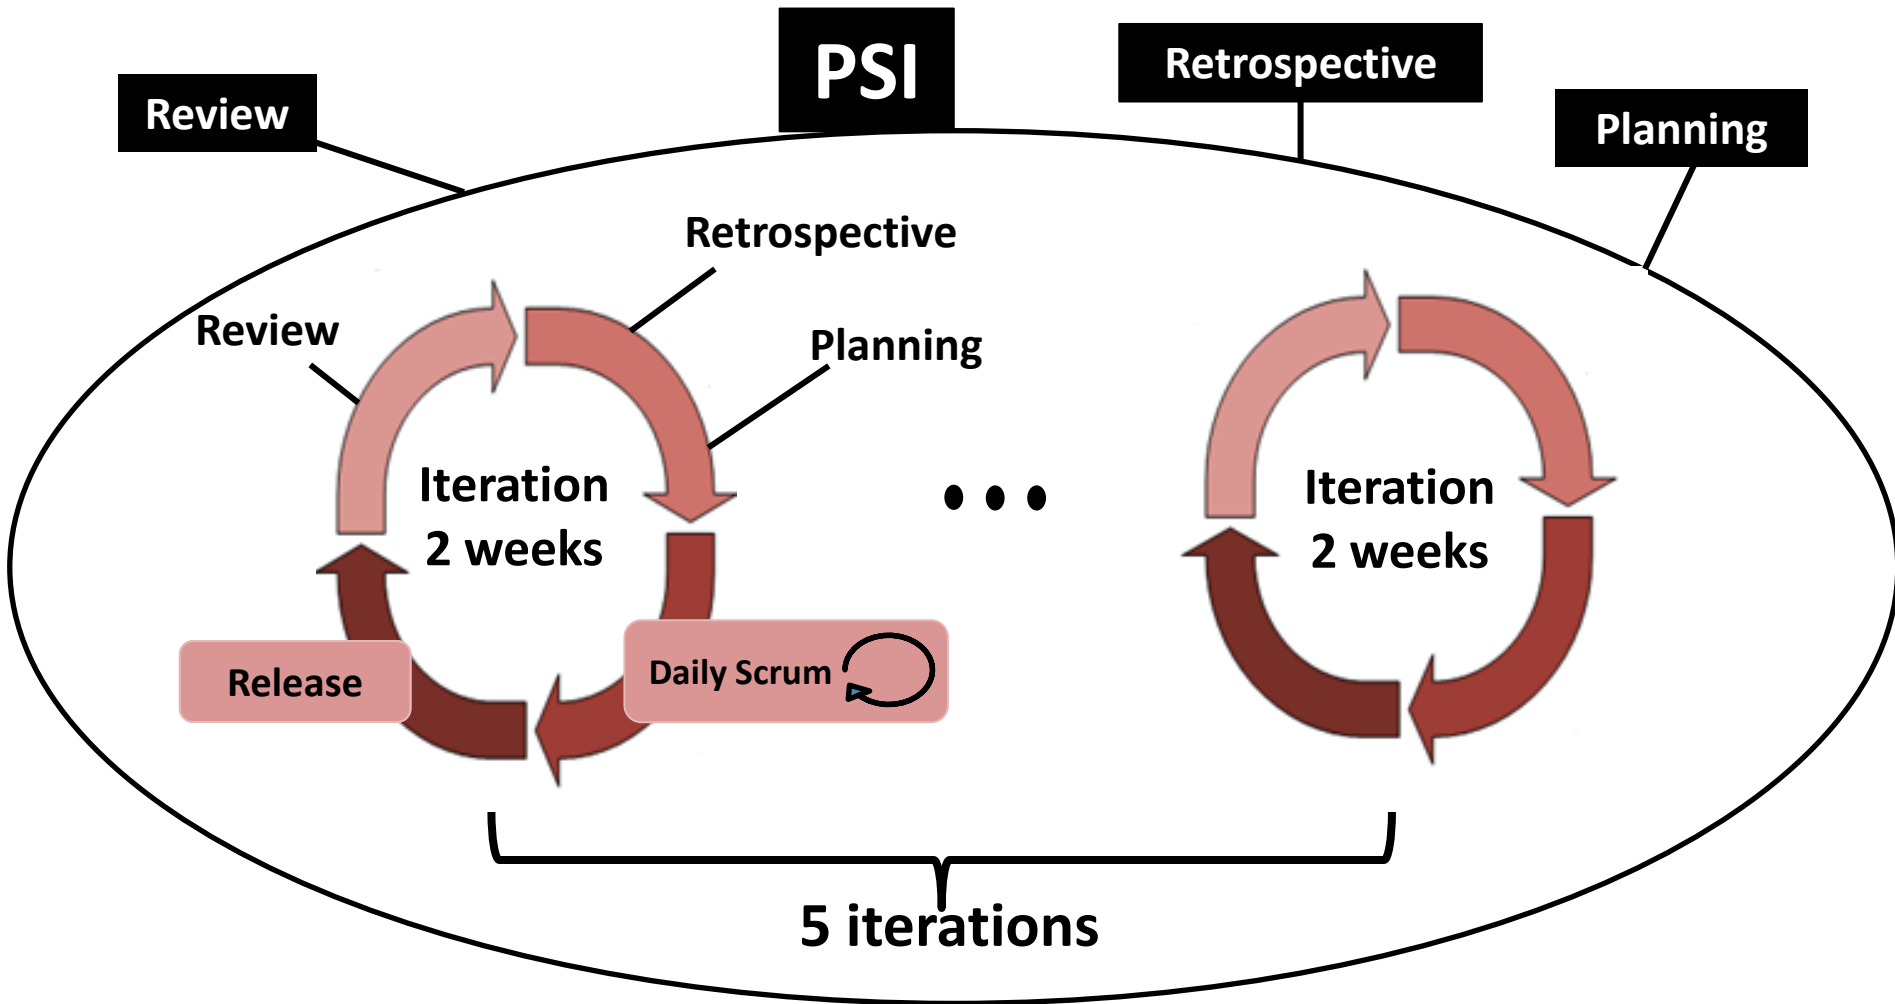 PSI
Retrospective
Review
Planning
Retrospective
Review
Planning
Iteration
2 weeks
Iteration
2 weeks
Release
Daily Scrum
5 iterations